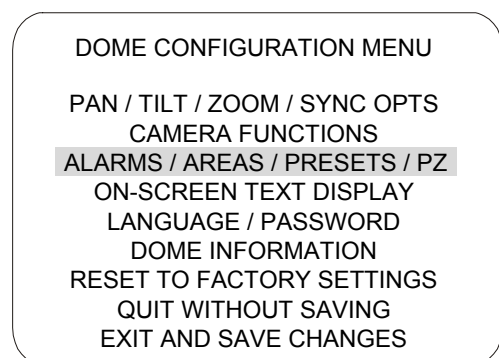 DOME CONFIGURATION MENU
PAN / TILT / ZOOM / SYNC OPTS
CAMERA FUNCTIONS
ALARMS / AREAS / PRESETS / PZ
ON-SCREEN TEXT DISPLAY
LANGUAGE / PASSWORD
DOME INFORMATION
RESET TO FACTORY SETTINGS
QUIT WITHOUT SAVING
EXIT AND SAVE CHANGES